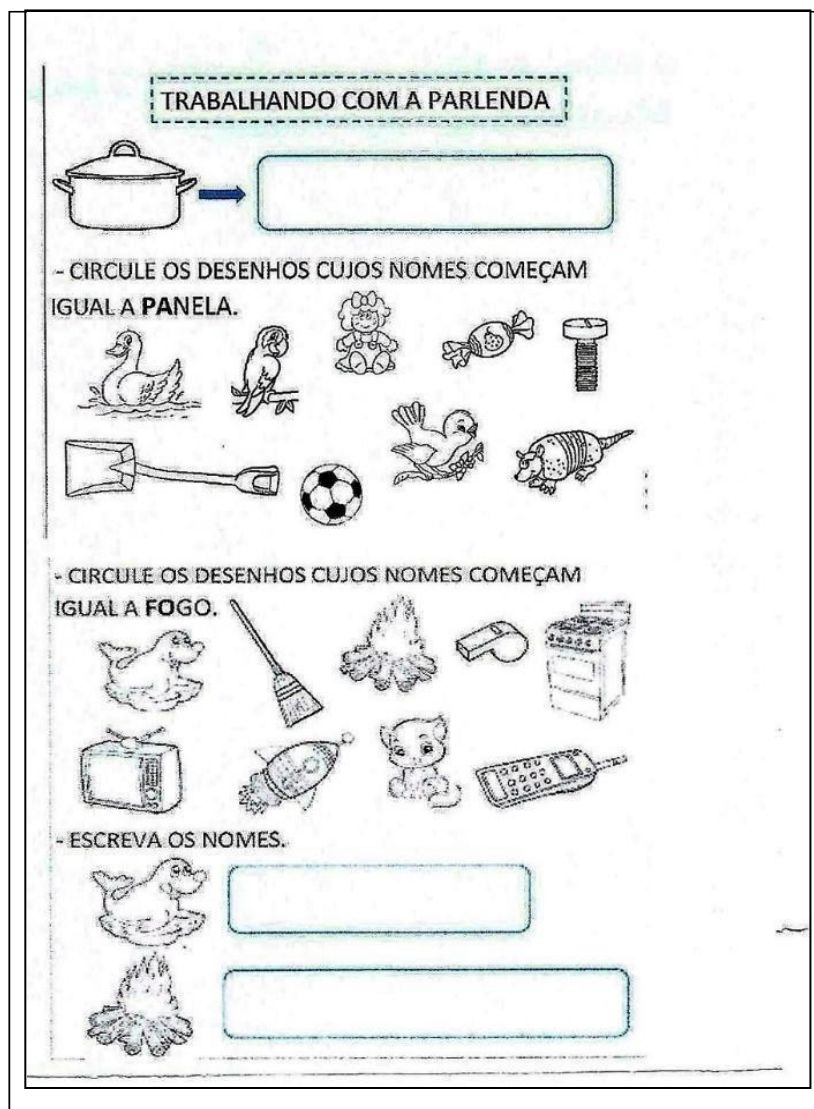 TRABALHANDO COM A PARLENDA
- CIRCULE OS DESENHOS CUJOS NOMES COMEÇAM
IGUAL A PANELA.
- CIRCULE OS DESENHOS CUJOS NOMES COMEÇAM
IGUAL A FOGO.
- ESCREVA OS NOMES.